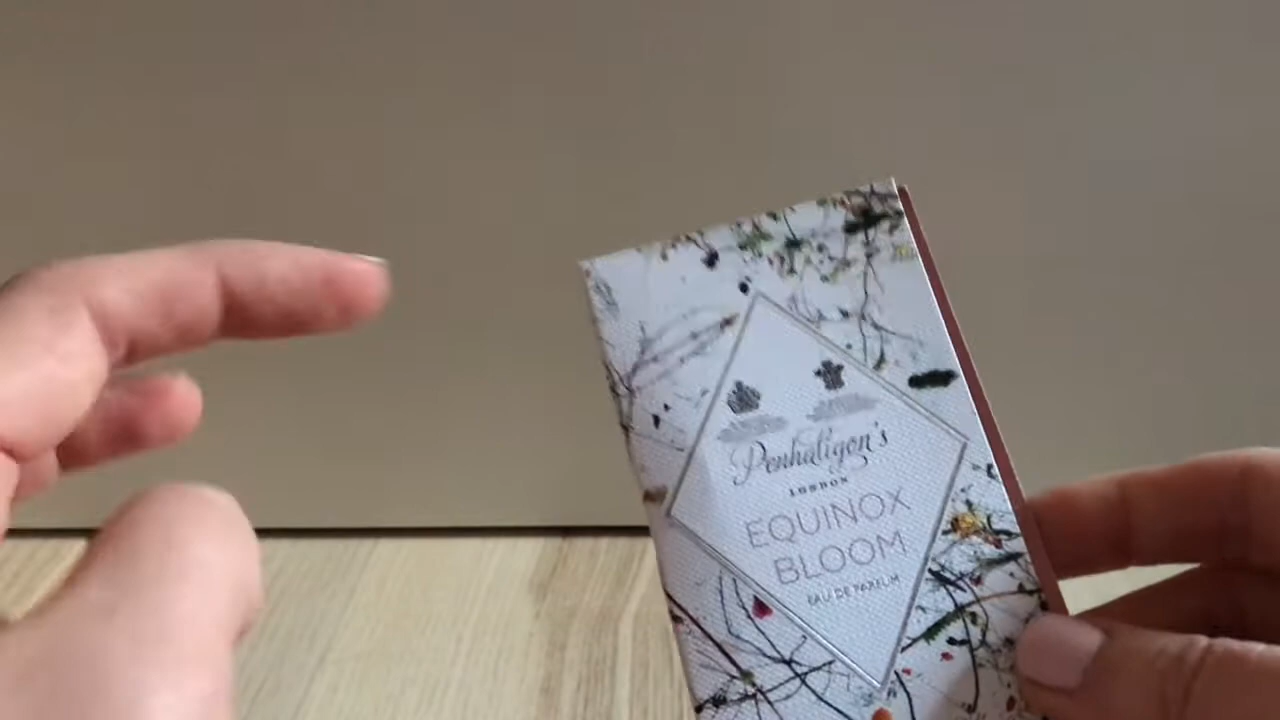 Penhaligon's
LONDON
EQUINOX
BLOOM
EAU DE PARFUM